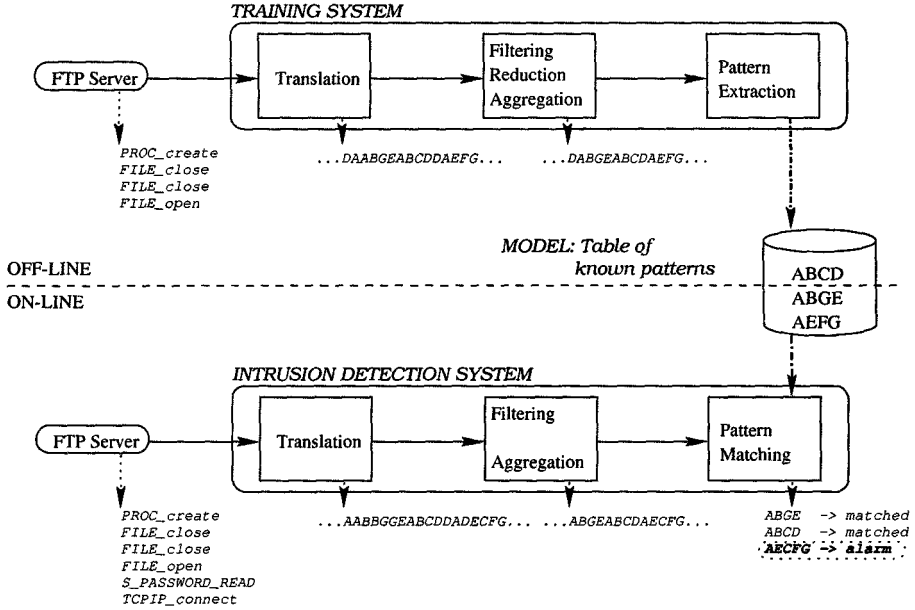 TRAINING SYSTEM
FTP Server
Translation
Filtering
Reduction
Aggregation
Pattern
Extraction
PROC_create
FILE_close
FILE_close
FILE_open
...DAABGEABCDDAEFG...
...DABGEABCDAEFG...
MODEL: Table of
known patterns
OFF-LINE
ON-LINE
ABCD
ABGE
AEFG
INTRUSION DETECTION SYSTEM
FTP Server
Translation
Filtering
Aggregation
Pattern
Matching
PROC_create
FILE_close
FILE_close
FILE_open
S_PASSWORD_READ
TCPIP_connect
...AABBGGEABCDDADECFG...
...ABGEABCDAECFG...
ABGE -> matched
ABCD -> matched
AECFG -> alarm